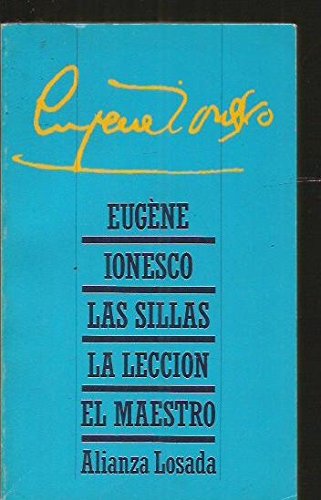 Eugène Ionesco
EUGÈNE
IONESCO
LAS SILLAS
LA LECCION
EL MAESTRO
Alianza Losada